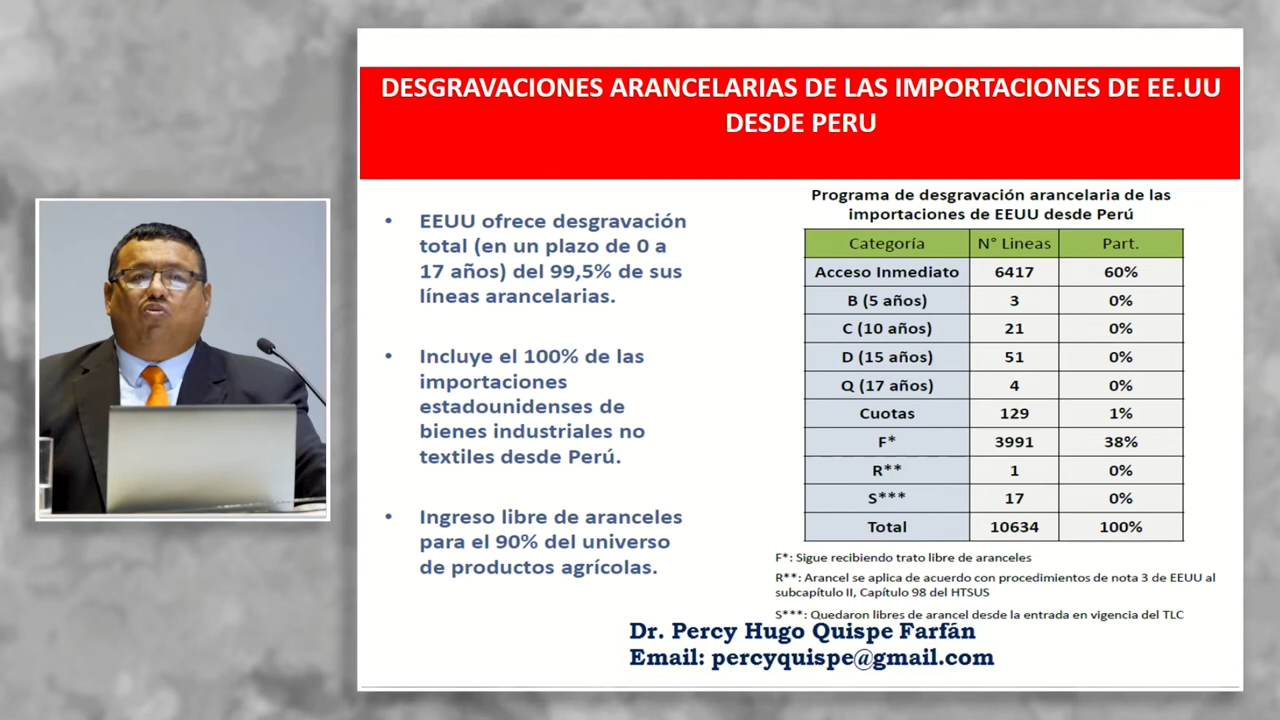 DESGRAVACIONES ARANCELARIAS DE LAS IMPORTACIONES DE EE.UU
DESDE PERU
• EEUU ofrece desgravación
total (en un plazo de 0 a
17 años) del 99,5% de sus
líneas arancelarias.
• Incluye el 100% de las
importaciones
estadounidenses de
bienes industriales no
textiles desde Perú.
• Ingreso libre de aranceles
para el 90% del universo
de productos agrícolas.
Programa de desgravación arancelaria de las
importaciones de EEUU desde Perú
Categoría N° Lineas Part.
Acceso Inmediato 6417 60%
B (5 años) 3 0%
C (10 años) 21 0%
D (15 años) 51 0%
Q (17 años) 4 0%
Cuotas 129 1%
F* 3991 38%
R** 1 0%
S*** 17 0%
Total 10634 100%
F*: Sigue recibiendo trato libre de aranceles
R**: Arancel se aplica de acuerdo con procedimientos de nota 3 de EEUU al
subcapítulo II, Capítulo 98 del HTSUS
S***: Quedaron libres de arancel desde la entrada en vigencia del TLC
Dr. Percy Hugo Quispe Farfán
Email: percyquispe@gmail.com